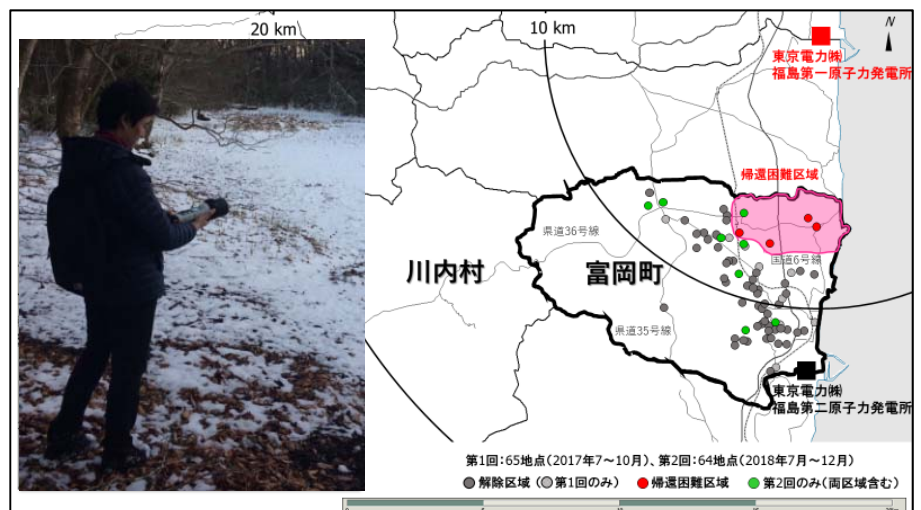 20 km
10 km
N
東京電力㈱
福島第一原子力発電所
帰還困難区域
県道36号線
国道6号線
川内村
富岡町
県道35号線
東京電力㈱
福島第二原子力発電所
第1回:65地点(2017年7~10月)、第2回:64地点(2018年7月~12月)
解除区域(第1回のみ) 帰還困難区域 第2回のみ(両区域含む)